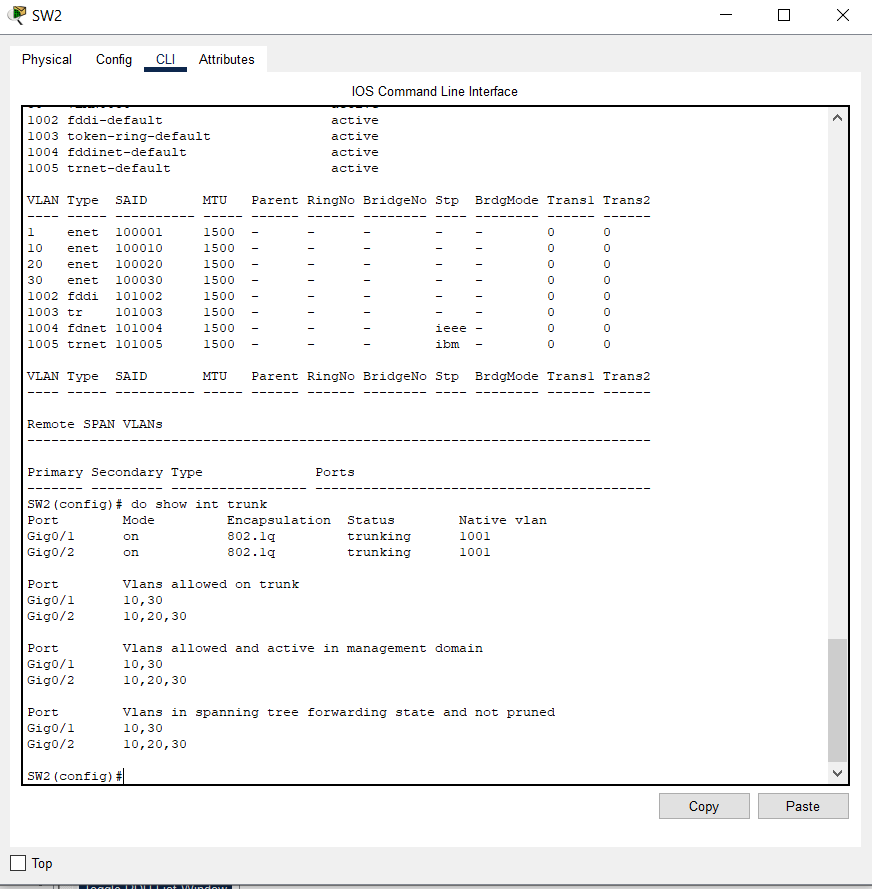 SW2
Physical Config CLI Attributes
IOS Command Line Interface
1002 fddi-default active
1003 token-ring-default active
1004 fddinet-default active
1005 trnet-default active
VLAN Type SAID MTU Parent RingNo BridgeNo Stp BrdgMode Trans1 Trans2
---- ----- ---------- ----- ------ ------ -------- ---- -------- ------ ------
1 enet 100001 1500 - - - - - 0 0
10 enet 100010 1500 - - - - - 0 0
20 enet 100020 1500 - - - - - 0 0
30 enet 100030 1500 - - - - - 0 0
1002 fddi 101002 1500 - - - - - 0 0
1003 tr 101003 1500 - - - - - 0 0
1004 fdnet 101004 1500 - - - ieee - 0 0
1005 trnet 101005 1500 - - - ibm - 0 0
VLAN Type SAID MTU Parent RingNo BridgeNo Stp BrdgMode Trans1 Trans2
---- ----- ---------- ----- ------ ------ -------- ---- -------- ------ ------
Remote SPAN VLANs
------------------------------------------------------------------------------
Primary Secondary Type Ports
------- --------- ----------------- ------------------------------------------
SW2(config)# do show int trunk
Port Mode Encapsulation Status Native vlan
Gig0/1 on 802.1q trunking 1001
Gig0/2 on 802.1q trunking 1001
Port Vlans allowed on trunk
Gig0/1 10,30
Gig0/2 10,20,30
Port Vlans allowed and active in management domain
Gig0/1 10,30
Gig0/2 10,20,30
Port Vlans in spanning tree forwarding state and not pruned
Gig0/1 10,30
Gig0/2 10,20,30
SW2(config)#
Copy Paste
Top